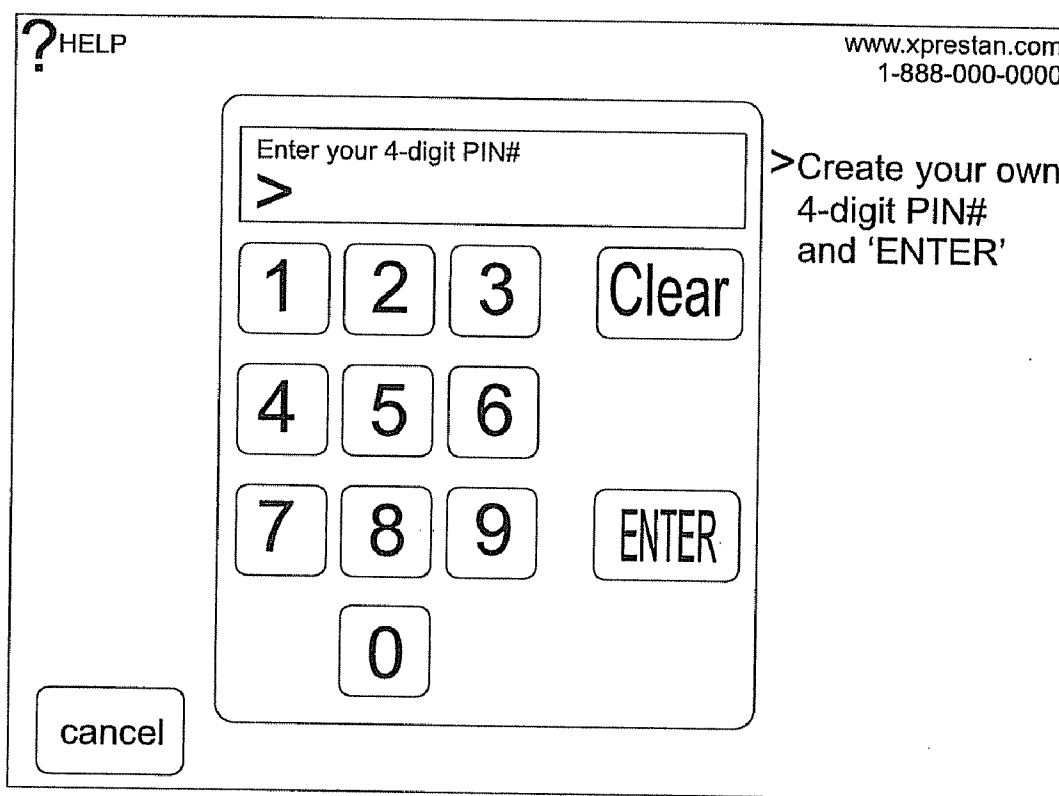 ?HELP
www.xprestan.com
1-888-000-0000
Enter your 4-digit PIN#
>
>Create your own
4-digit PIN#
and ‘ENTER’
1 2 3 Clear
4 5 6
7 8 9 ENTER
0
cancel